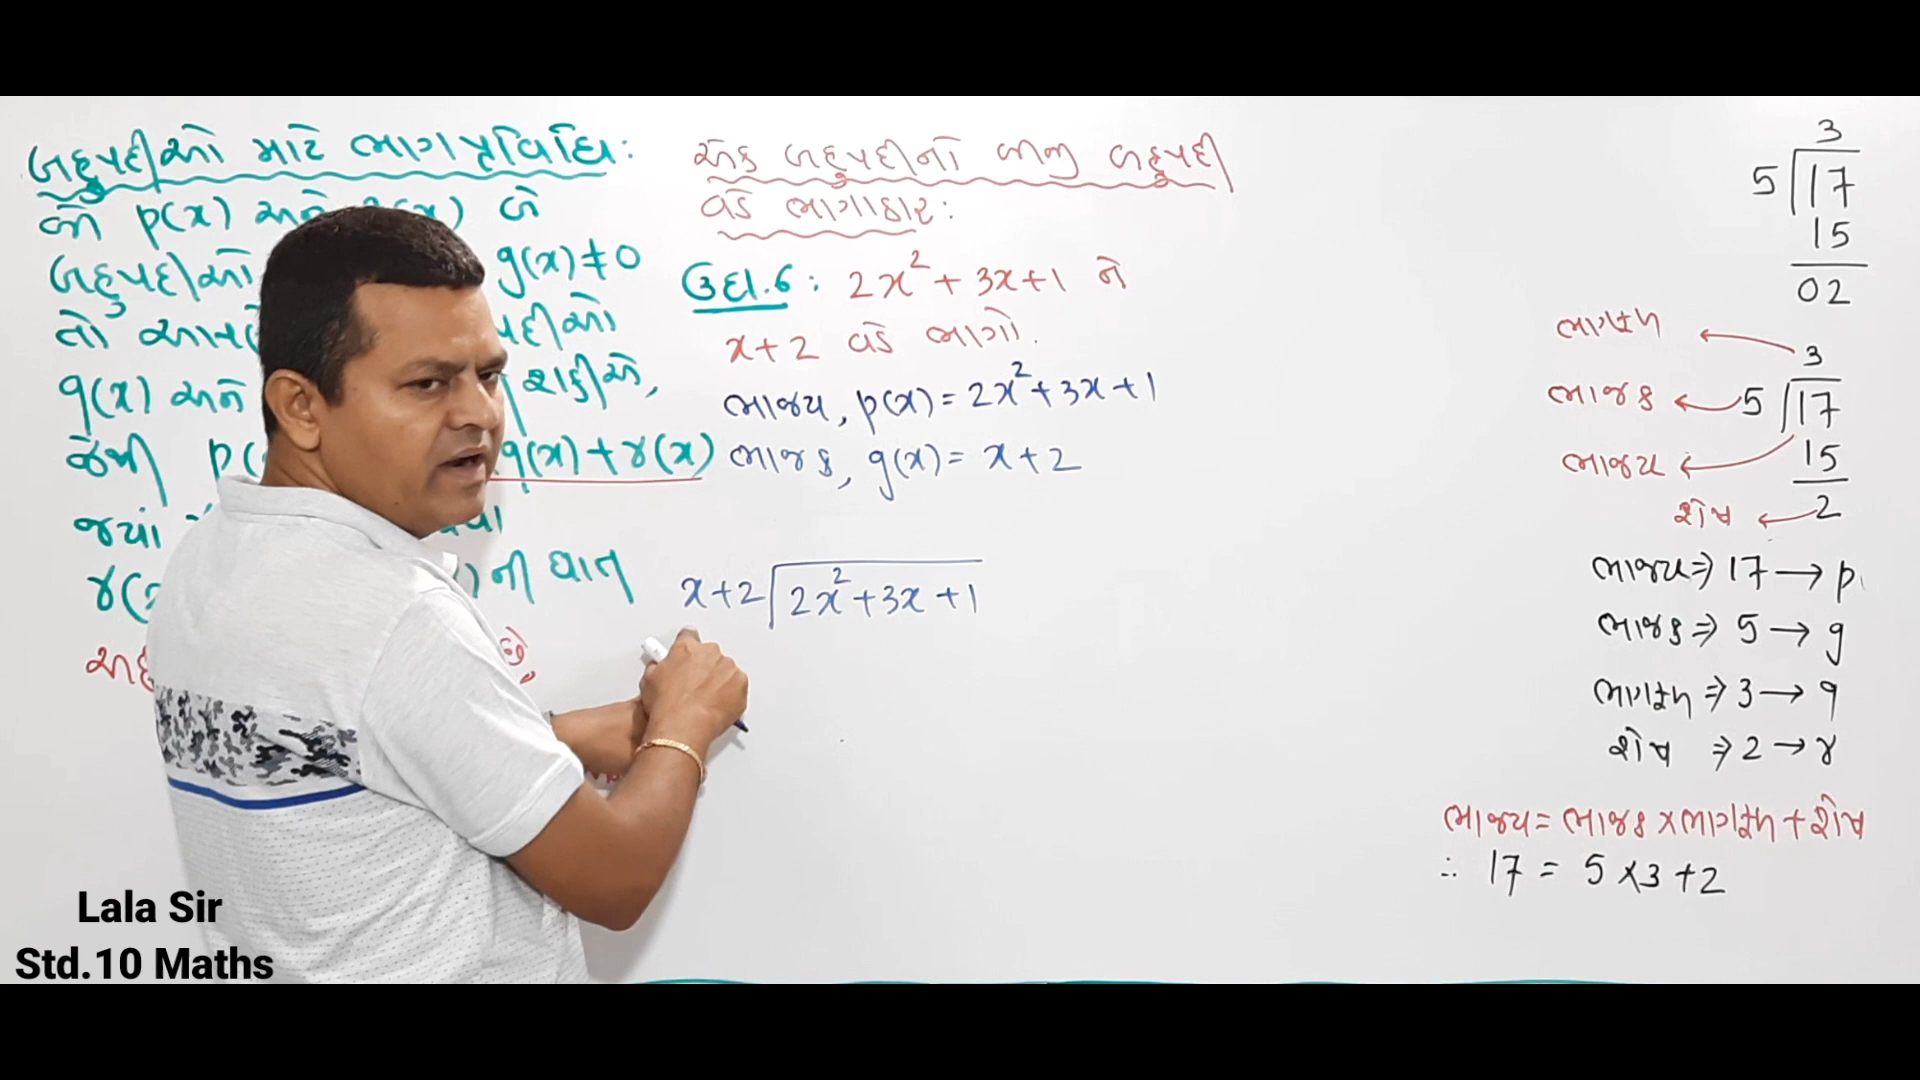 બહુપદીઓ માટે ભાગપ્રવિધિ:
જો p(x) અને g(x) બે
બહુપદીઓ g(x) ≠ 0
તો
q(x) અને શકીએ,
જેથી q(x) + r(x)
જ્યાં
ની ઘાત
એક બહુપદીનો બીજી બહુપદી
વડે ભાગાકાર:
ઉદા.6: 2x² + 3x + 1 ને
x + 2 વડે ભાગો.
ભાજ્ય, p(x) = 2x² + 3x + 1
ભાજક, g(x) = x + 2
x + 2 2x² + 3x + 1
3
5 17
15
02
ભાગફળ 3
ભાજક 5 17
ભાજ્ય 15
શેષ 2
ભાજ્ય ⇒ 17 → p
ભાજક ⇒ 5 → g
ભાગફળ ⇒ 3 → q
શેષ ⇒ 2 → r
ભાજ્ય = ભાજક × ભાગફળ + શેષ
∴ 17 = 5 × 3 + 2
Lala Sir
Std.10 Maths